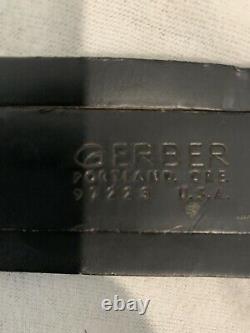 GERBER
PORTLAND, ORE.
97223 U.S.A.